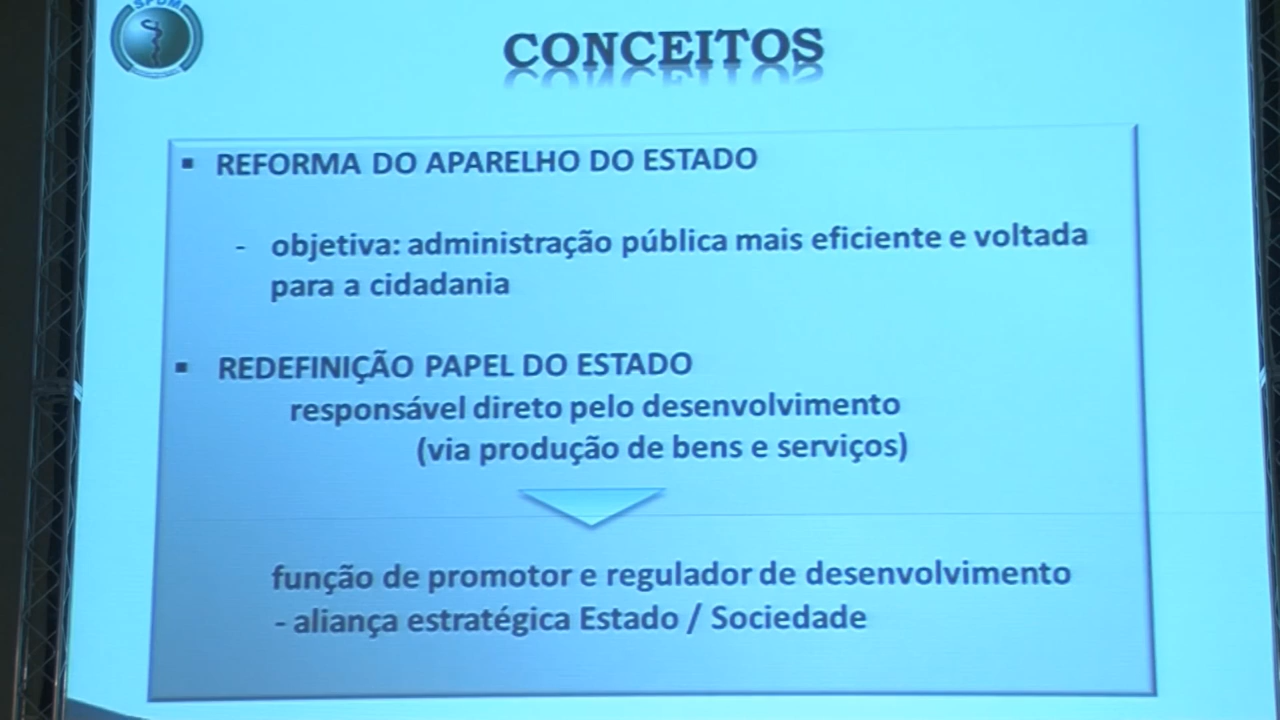 SPDM
CONCEITOS
▪ REFORMA DO APARELHO DO ESTADO
- objetiva: administração pública mais eficiente e voltada
para a cidadania
▪ REDEFINIÇÃO PAPEL DO ESTADO
responsável direto pelo desenvolvimento
(via produção de bens e serviços)
função de promotor e regulador de desenvolvimento
- aliança estratégica Estado / Sociedade